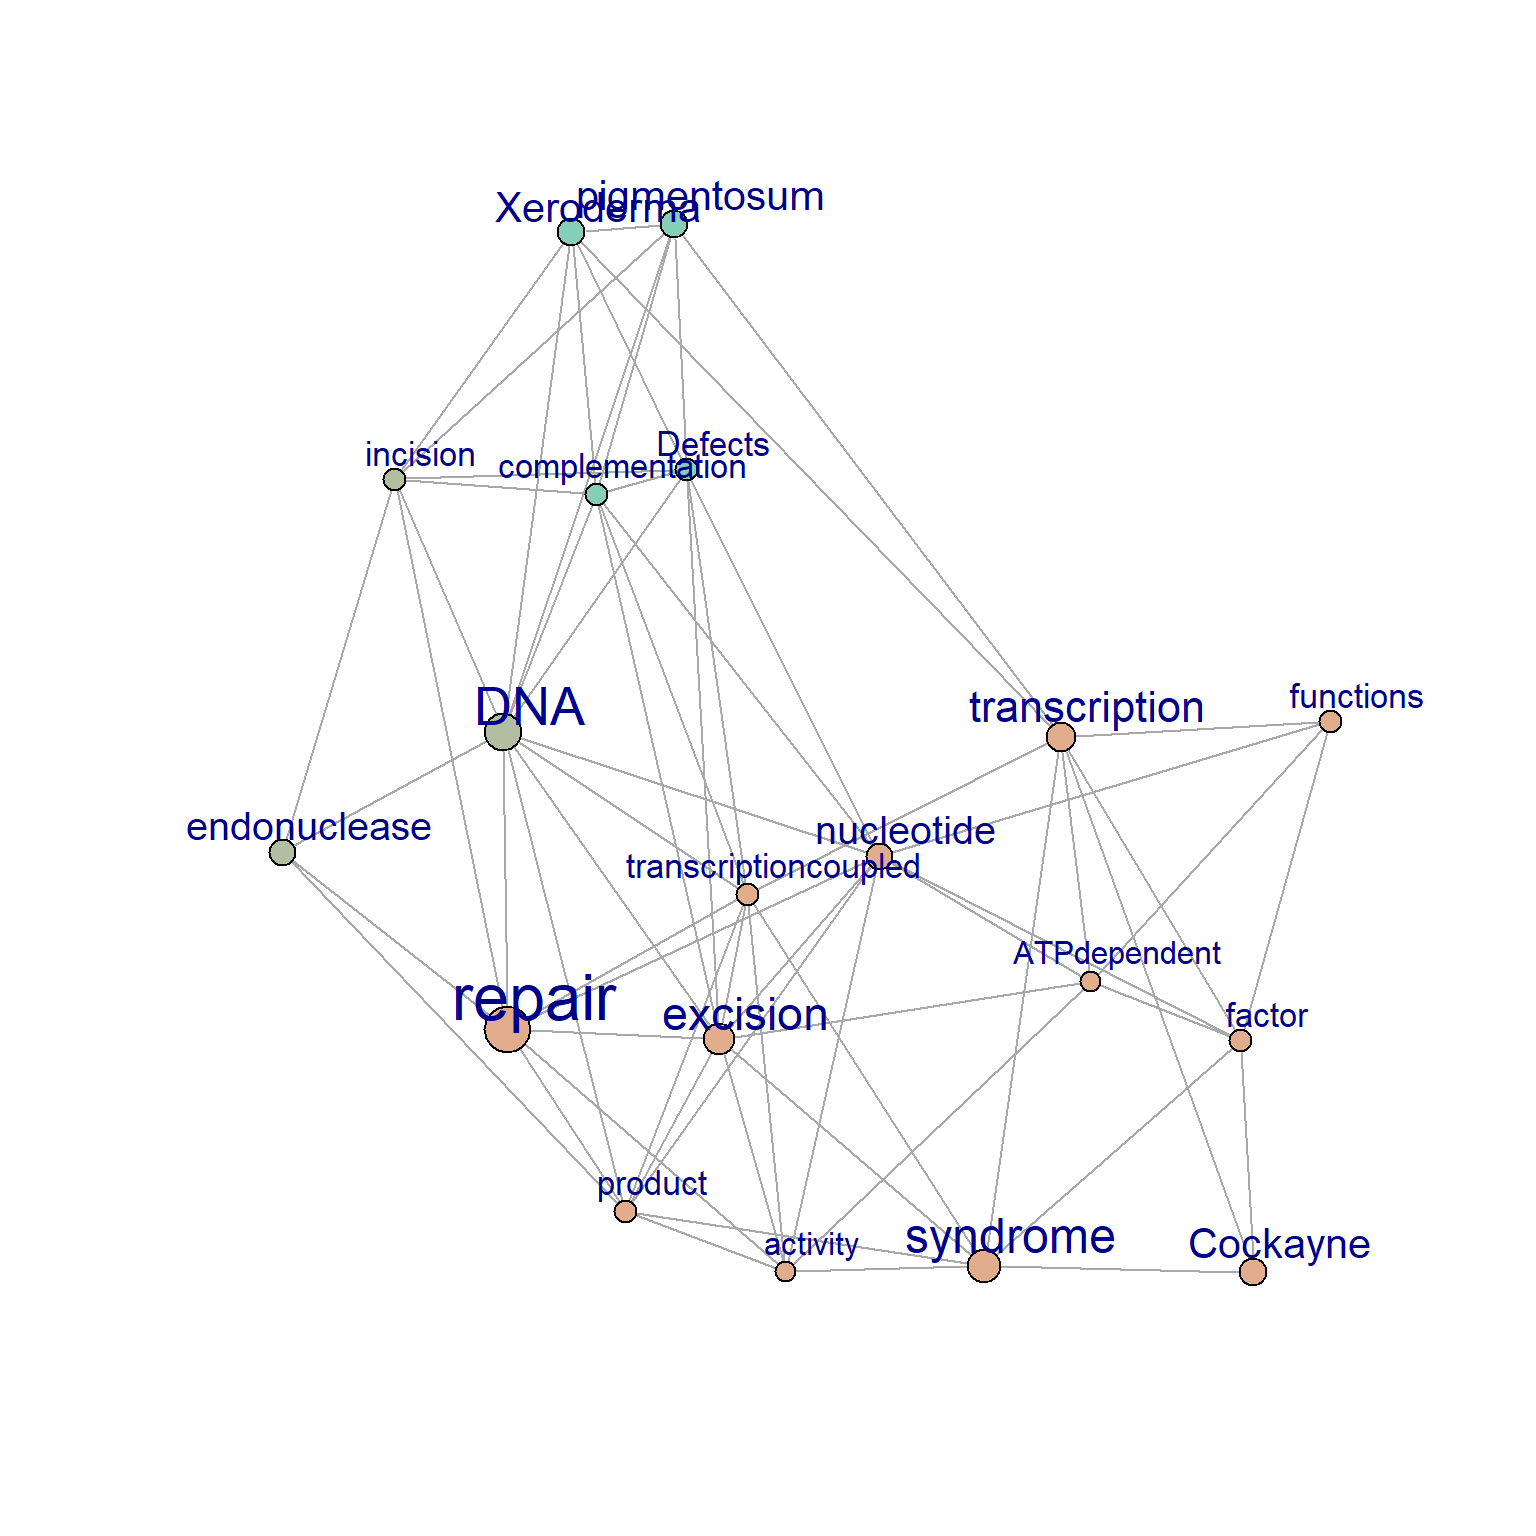 pigmentosum
Xeroderma
Defects
incision
complementation
DNA
transcription
functions
endonuclease
nucleotide
transcriptioncoupled
ATPdependent
repair
excision
factor
product
activity
syndrome
Cockayne